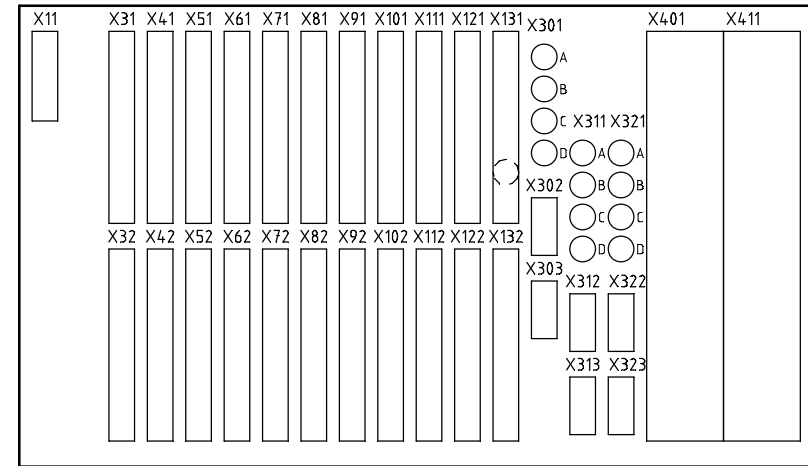 X11 X31 X41 X51 X61 X71 X81 X91 X101 X111 X121 X131 X301 X401 X411
A
B
C X311 X321
D A A
X302 B B
C C
X32 X42 X52 X62 X72 X82 X92 X102 X112 X122 X132 D D
X303 X312 X322
X313 X323